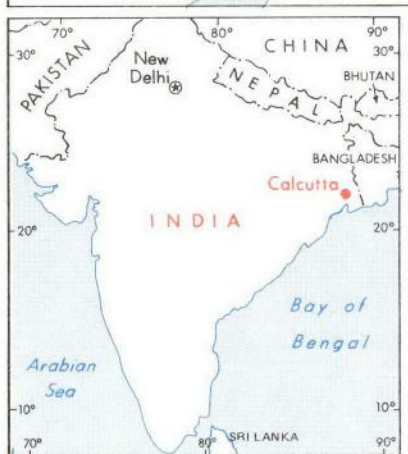 70°
80°
90°
30°
CHINA
30°
PAKISTAN
New
Delhi
NEPAL
BHUTAN
BANGLADESH
Calcutta
INDIA
20°
20°
Bay of
Bengal
Arabian
Sea
10°
10°
70°
80°
SRI LANKA
90°